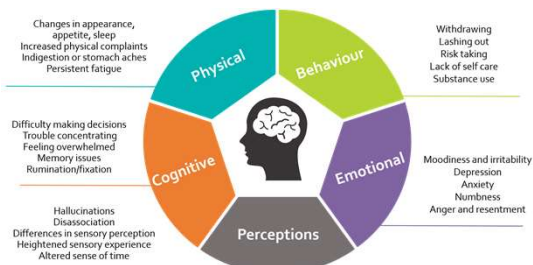 Changes in appearance,
appetite, sleep
Increased physical complaints
Indigestion or stomach aches
Persistent fatigue
Physical
Behaviour
Withdrawing
Lashing out
Risk taking
Lack of self care
Substance use
Difficulty making decisions
Trouble concentrating
Feeling overwhelmed
Memory issues
Rumination/fixation
Cognitive
Emotional
Moodiness and irritability
Depression
Anxiety
Numbness
Anger and resentment
Hallucinations
Disassociation
Differences in sensory perception
Heightened sensory experience
Altered sense of time
Perceptions